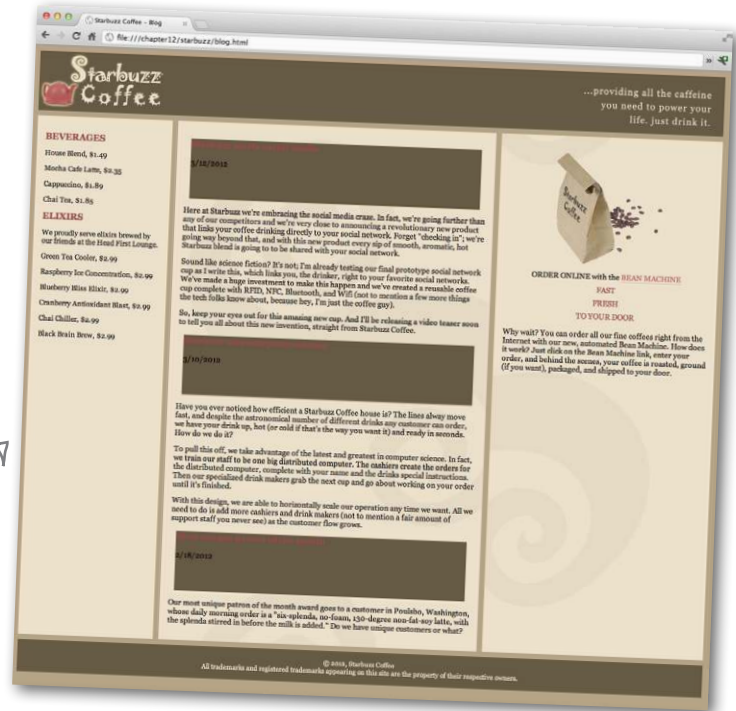 Starbuzz Coffee - Blog
file:///chapter12/starbuzz/blog.html
Starbuzz
Coffee
...providing all the caffeine
you need to power your
life. just drink it.
BEVERAGES
House Blend, $1.49
Mocha Cafe Latte, $2.35
Cappuccino, $1.89
Chai Tea, $1.85
ELIXIRS
We proudly serve elixirs brewed by
our friends at the Head First Lounge.
Green Tea Cooler, $2.99
Raspberry Ice Concentration, $2.99
Blueberry Bliss Elixir, $2.99
Cranberry Antioxidant Blast, $2.99
Chai Chiller, $2.99
Black Brain Brew, $2.99
3/12/2012
Here at Starbuzz we're embracing the social media craze. In fact, we're going further than
any of our competitors and we're very close to announcing a revolutionary new product
that links your coffee drinking directly to your social network. Forget "checking in"; we're
going way beyond that, and with this new product every sip of smooth, aromatic, hot
Starbuzz blend is going to to be shared with your social network.
Sound like science fiction? It's not; I'm already testing our final prototype social network
cup as I write this, which links you, the drinker, right to your favorite social networks.
We've made a huge investment to make this happen and we've created a reusable coffee
cup complete with RFID, NFC, Bluetooth, and Wifi (not to mention a few more things
the tech folks know about, because hey, I'm just the coffee guy).
So, keep your eyes out for this amazing new cup. And I'll be releasing a video teaser soon
to tell you all about this new invention, straight from Starbuzz Coffee.
3/10/2012
Have you ever noticed how efficient a Starbuzz Coffee house is? The lines alway move
fast, and despite the astronomical number of different drinks any customer can order,
we have your drink up, hot (or cold if that's the way you want it) and ready in seconds.
How do we do it?
To pull this off, we take advantage of the latest and greatest in computer science. In fact,
we train our staff to be one big distributed computer. The cashiers create the orders for
the distributed computer, complete with your name and the drinks special instructions.
Then our specialized drink makers grab the next cup and go about working on your order
until it's finished.
With this design, we are able to horizontally scale our operation any time we want. All we
need to do is add more cashiers and drink makers (not to mention a fair amount of
support staff you never see) as the customer flow grows.
2/18/2012
Our most unique patron of the month award goes to a customer in Poulsbo, Washington,
whose daily morning order is a "six-splenda, no-foam, 130-degree non-fat-soy latte, with
the splenda stirred in before the milk is added." Do we have unique customers or what?
Starbuzz
Coffee
ORDER ONLINE with the BEAN MACHINE
FAST
FRESH
TO YOUR DOOR
Why wait? You can order all our fine coffees right from the
Internet with our new, automated Bean Machine. How does
it work? Just click on the Bean Machine link, enter your
order, and behind the scenes, your coffee is roasted, ground
(if you want), packaged, and shipped to your door.
© 2012, Starbuzz Coffee
All trademarks and registered trademarks appearing on this site are the property of their respective owners.